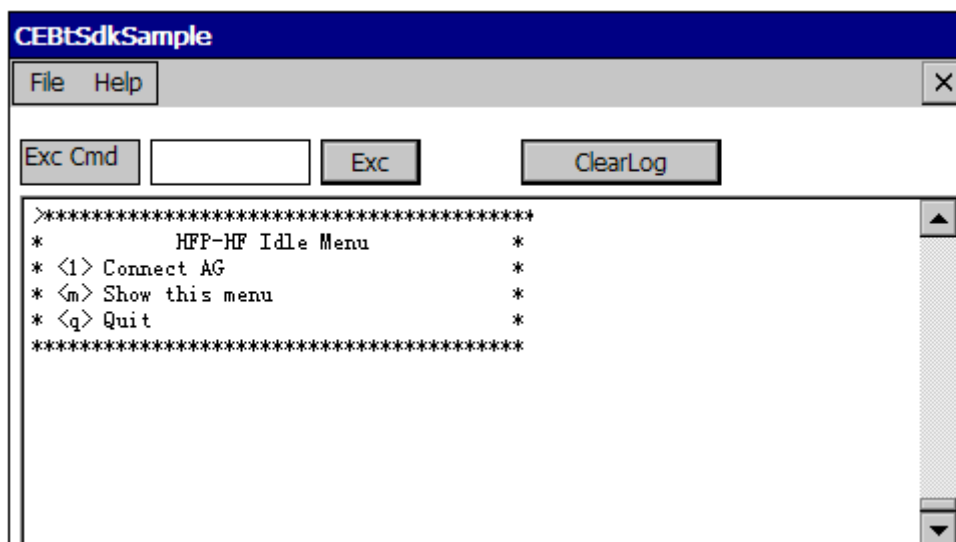 CEBtSdkSample
File Help
Exc Cmd Exc ClearLog
>*****************************************
* HFP-HF Idle Menu *
* <1> Connect AG *
* <m> Show this menu *
* <q> Quit *
*****************************************